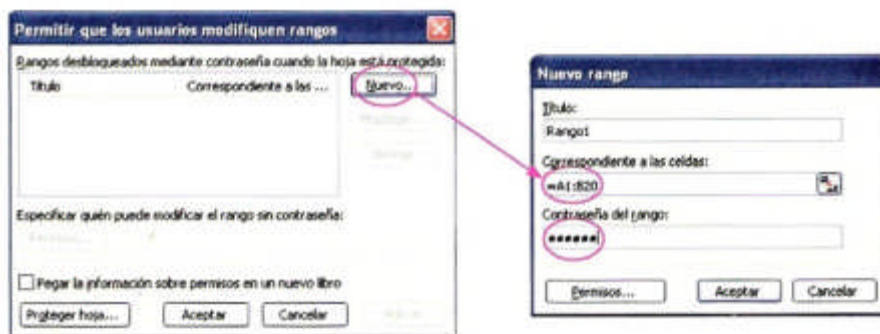 Permitir que los usuarios modifiquen rangos
Rangos desbloqueados mediante contraseña cuando la hoja está protegida:
Título Correspondiente a las ...
Nuevo...
Especificar quién puede modificar el rango sin contraseña:
Pegar la información sobre permisos en un nuevo libro
Proteger hoja... Aceptar Cancelar
Nuevo rango
Título:
Rango1
Correspondiente a las celdas:
=A1:B20
Contraseña del rango:
******
Permisos... Aceptar Cancelar